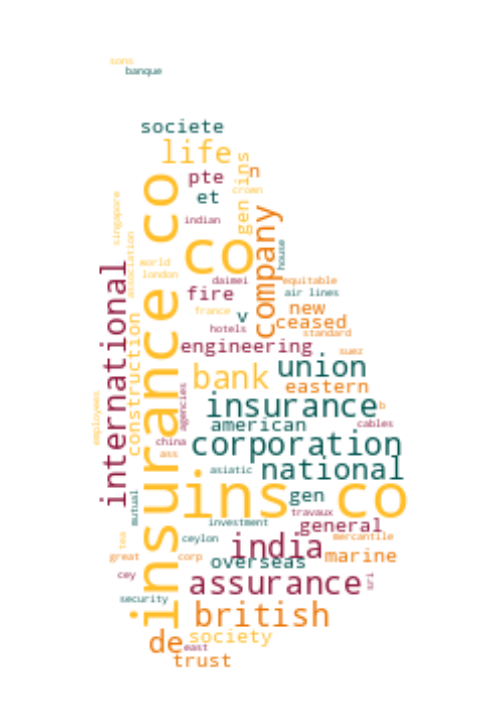 sons
banque
societe
life
gen ins
n
pte
crown
et
singapore
indian
company
insurance co
co
house
association
world
london
international
daimei
equitable
fire
air lines
france
v
new
ceased
construction
hotels
standard
engineering
suez
union
bank
eastern
employees
agencies
insurance
b
american
cables
china
corporation
ass
asiatic
national
ins co
gen
mutual
travaux
investment
general
tea
ceylon
india
mercantile
great
corp
overseas
marine
cey
assurance
sri
security
british
de
society
east
trust